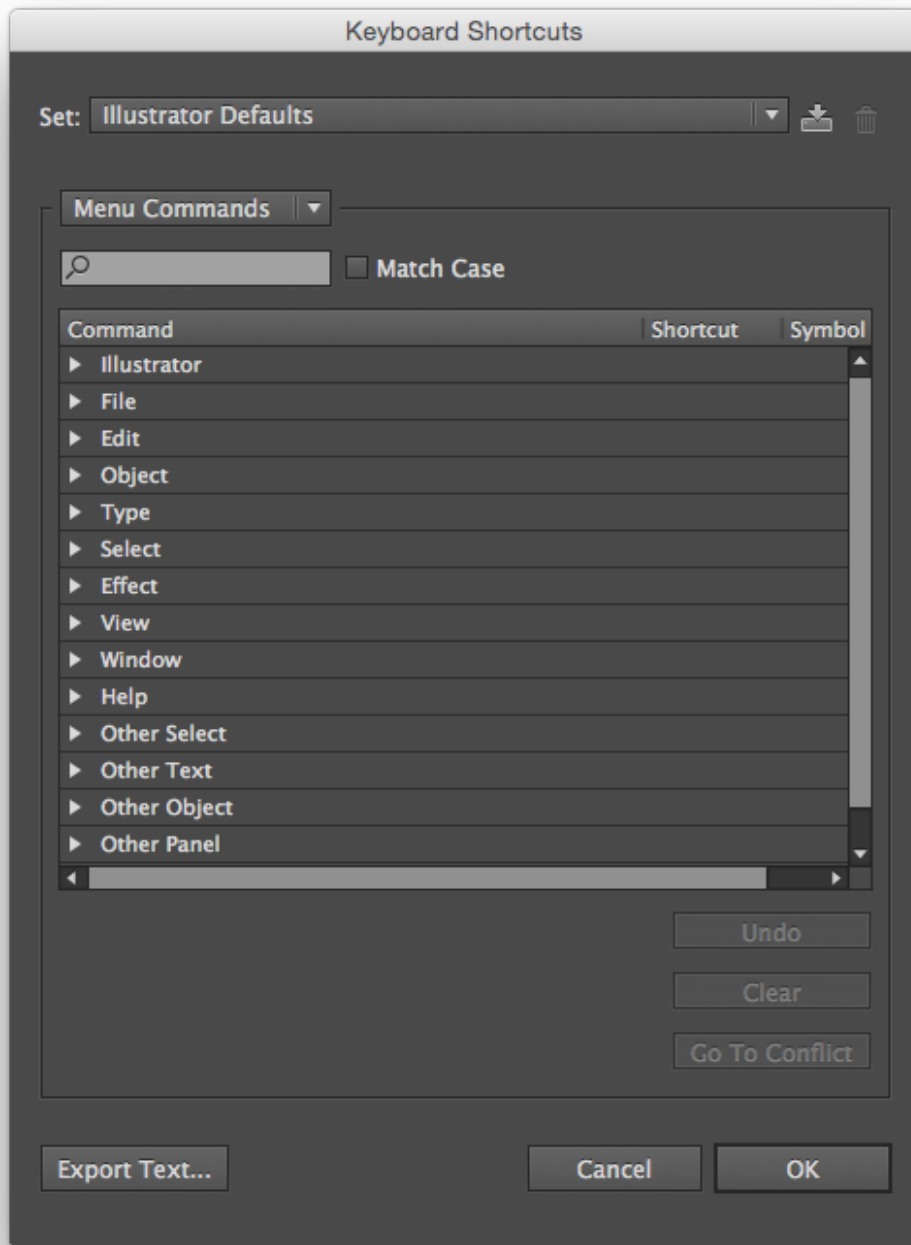 Keyboard Shortcuts
Set: Illustrator Defaults
Menu Commands
Match Case
Command Shortcut Symbol
Illustrator
File
Edit
Object
Type
Select
Effect
View
Window
Help
Other Select
Other Text
Other Object
Other Panel
Undo
Clear
Go To Conflict
Export Text... Cancel OK